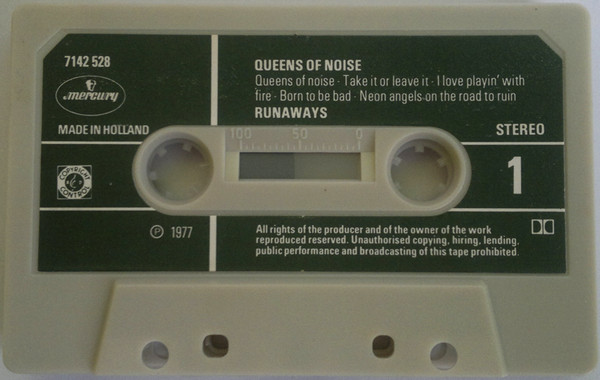 7142 528
mercury
MADE IN HOLLAND
COPYRIGHT
CONTROL
℗ 1977
QUEENS OF NOISE
Queens of noise · Take it or leave it · I love playin' with
fire · Born to be bad · Neon angels on the road to ruin
RUNAWAYS
STEREO
100 50 0
1
All rights of the producer and of the owner of the work
reproduced reserved. Unauthorised copying, hiring, lending,
public performance and broadcasting of this tape prohibited.